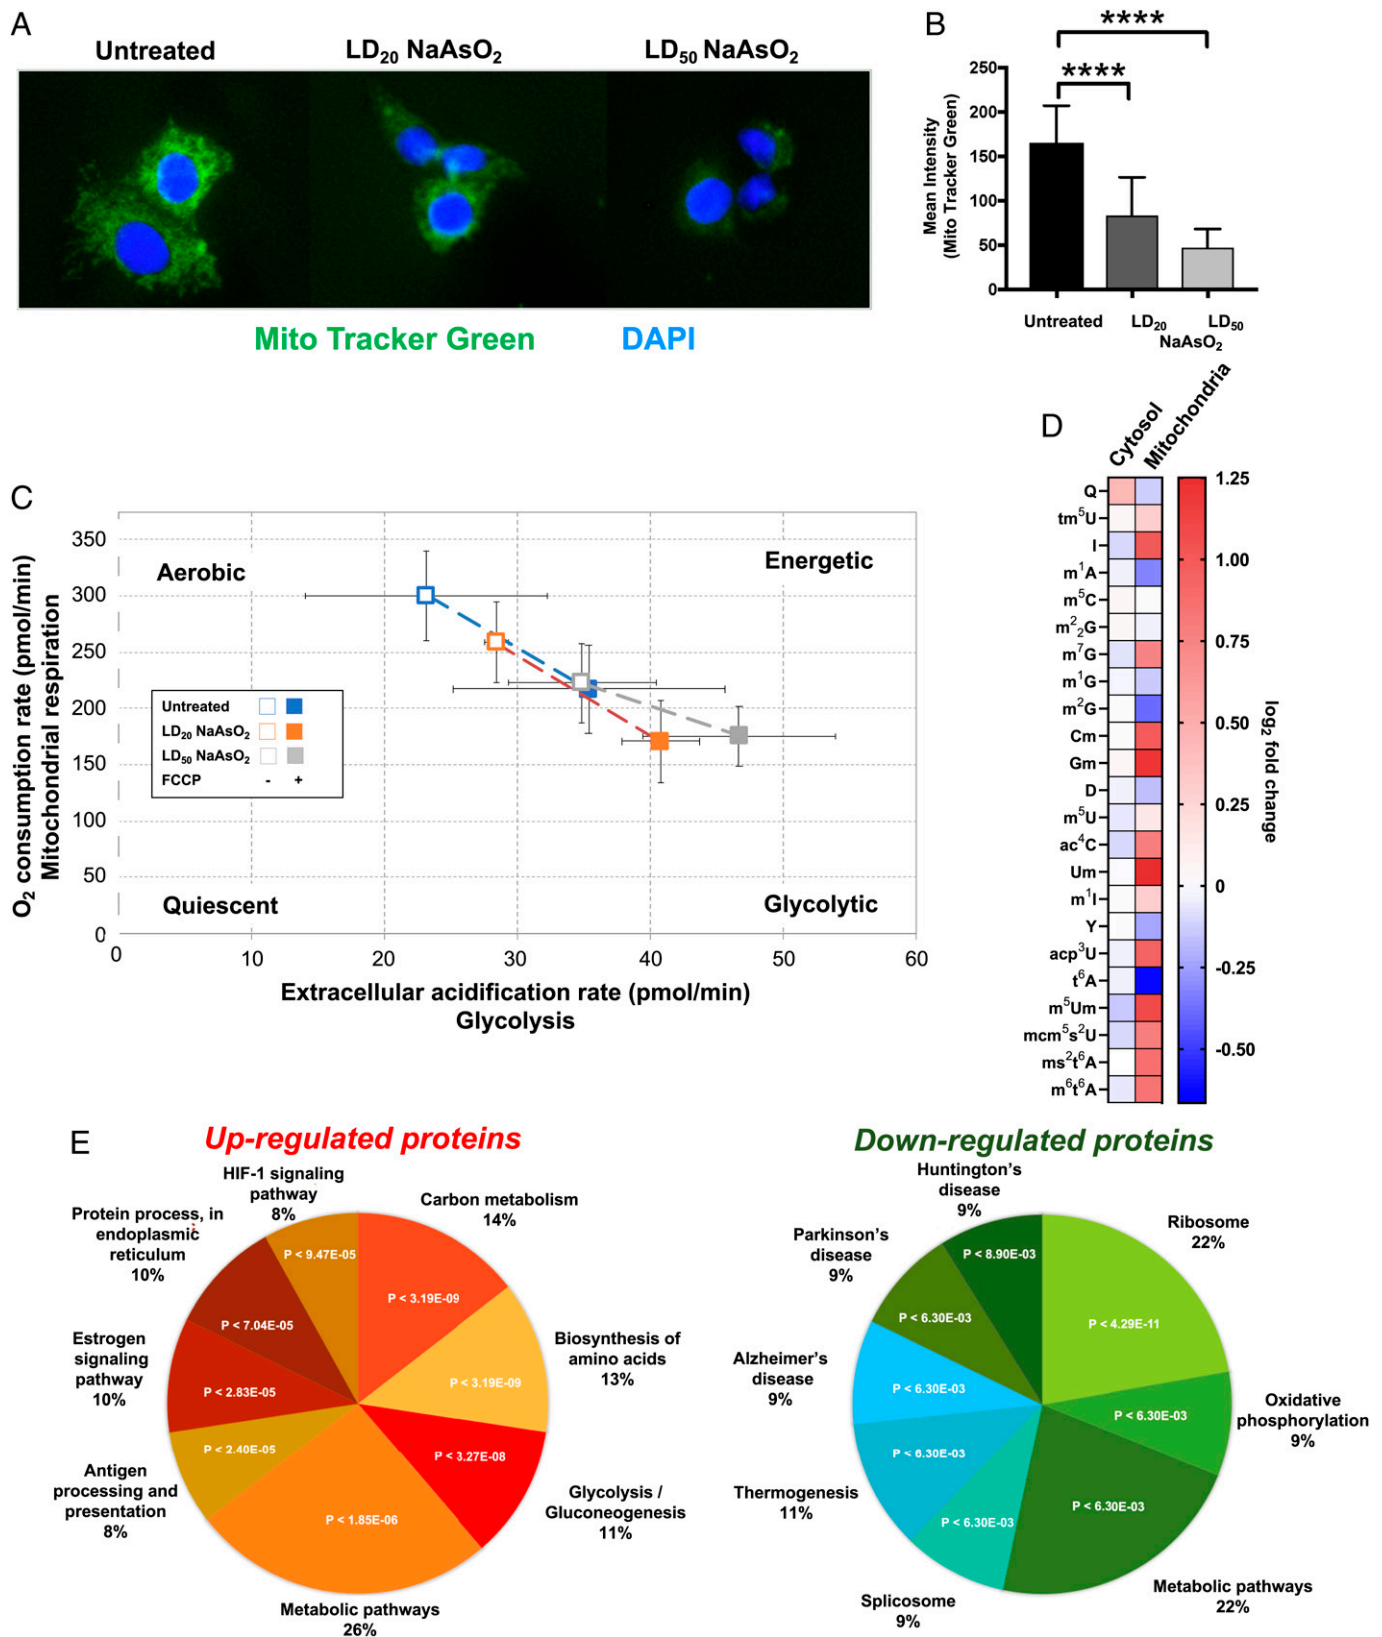 A
Untreated
LD20 NaAsO2
LD50 NaAsO2
Mito Tracker Green
DAPI
B
****
****
Mean Intensity
(Mito Tracker Green)
250
200
150
100
50
0
Untreated
LD20
LD50
NaAsO2
C
O2 consumption rate (pmol/min)
Mitochondrial respiration
350
300
250
200
150
100
50
0
Aerobic
Energetic
Quiescent
Glycolytic
Untreated
LD20 NaAsO2
LD50 NaAsO2
FCCP - +
0
10
20
30
40
50
60
Extracellular acidification rate (pmol/min)
Glycolysis
D
Cytosol
Mitochondria
Q
tm5U
I
m1A
m5C
m22G
m7G
m1G
m2G
Cm
Gm
D
m5U
ac4C
Um
m1I
Y
acp3U
t6A
m5Um
mcm5s2U
ms2t6A
m6t6A
1.25
1.00
0.75
0.50
0.25
0
-0.25
-0.50
log2 fold change
E
Up-regulated proteins
HIF-1 signaling
pathway
8%
Carbon metabolism
14%
Protein process, in
endoplasmic
reticulum
10%
Biosynthesis of
amino acids
13%
Estrogen
signaling
pathway
10%
Antigen
processing and
presentation
8%
Glycolysis /
Gluconeogenesis
11%
Metabolic pathways
26%
P < 9.47E-05
P < 3.19E-09
P < 7.04E-05
P < 3.19E-09
P < 2.83E-05
P < 2.40E-05
P < 3.27E-08
P < 1.85E-06
Down-regulated proteins
Huntington's
disease
9%
Ribosome
22%
Parkinson's
disease
9%
Alzheimer's
disease
9%
Oxidative
phosphorylation
9%
Thermogenesis
11%
Splicosome
9%
Metabolic pathways
22%
P < 8.90E-03
P < 4.29E-11
P < 6.30E-03
P < 6.30E-03
P < 6.30E-03
P < 6.30E-03
P < 6.30E-03
P < 6.30E-03